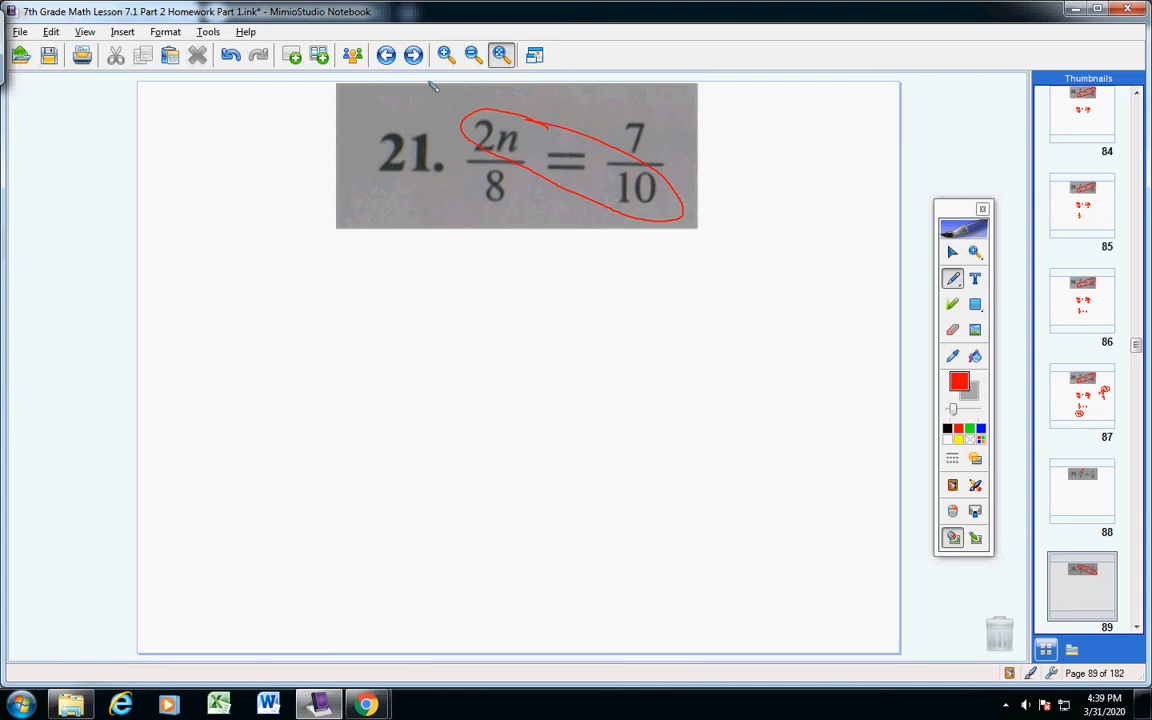 7th Grade Math Lesson 7.1 Part 2 Homework Part 1.ink* - MimioStudio Notebook
File Edit View Insert Format Tools Help
Thumbnails
21. 2n/8 = 7/10
84
85
86
87
88
89
T
Page 89 of 182
4:39 PM
3/31/2020